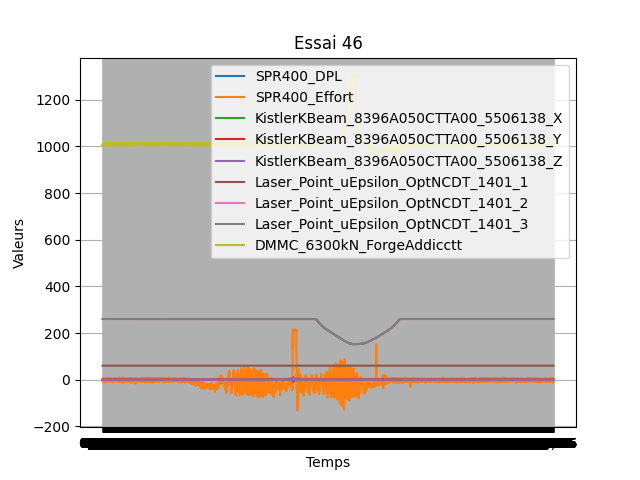 Essai 46
SPR400_DPL
SPR400_Effort
KistlerKBeam_8396A050CTTA00_5506138_X
KistlerKBeam_8396A050CTTA00_5506138_Y
KistlerKBeam_8396A050CTTA00_5506138_Z
Laser_Point_uEpsilon_OptNCDT_1401_1
Laser_Point_uEpsilon_OptNCDT_1401_2
Laser_Point_uEpsilon_OptNCDT_1401_3
DMMC_6300kN_ForgeAddicctt
1200
1000
800
600
400
200
0
−200
Valeurs
Temps